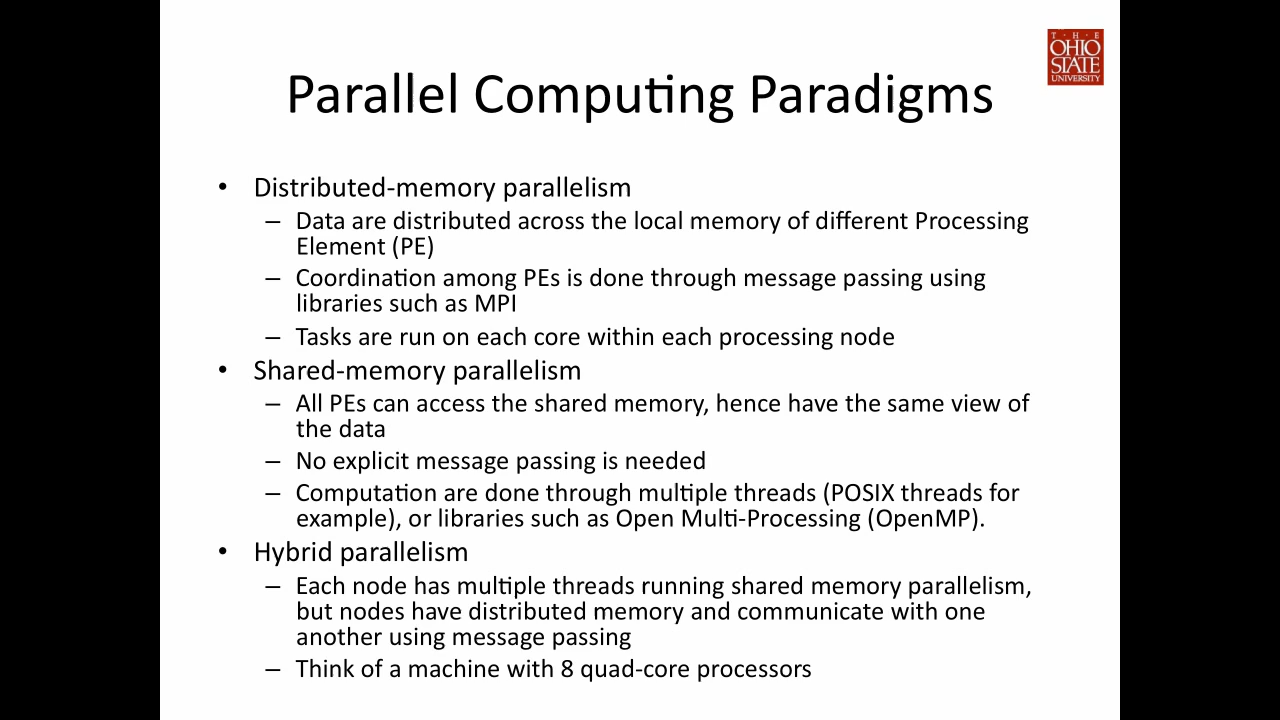 T · H · E
OHIO
STATE
UNIVERSITY
Parallel Computing Paradigms
• Distributed-memory parallelism
– Data are distributed across the local memory of different Processing
Element (PE)
– Coordination among PEs is done through message passing using
libraries such as MPI
– Tasks are run on each core within each processing node
• Shared-memory parallelism
– All PEs can access the shared memory, hence have the same view of
the data
– No explicit message passing is needed
– Computation are done through multiple threads (POSIX threads for
example), or libraries such as Open Multi-Processing (OpenMP).
• Hybrid parallelism
– Each node has multiple threads running shared memory parallelism,
but nodes have distributed memory and communicate with one
another using message passing
– Think of a machine with 8 quad-core processors